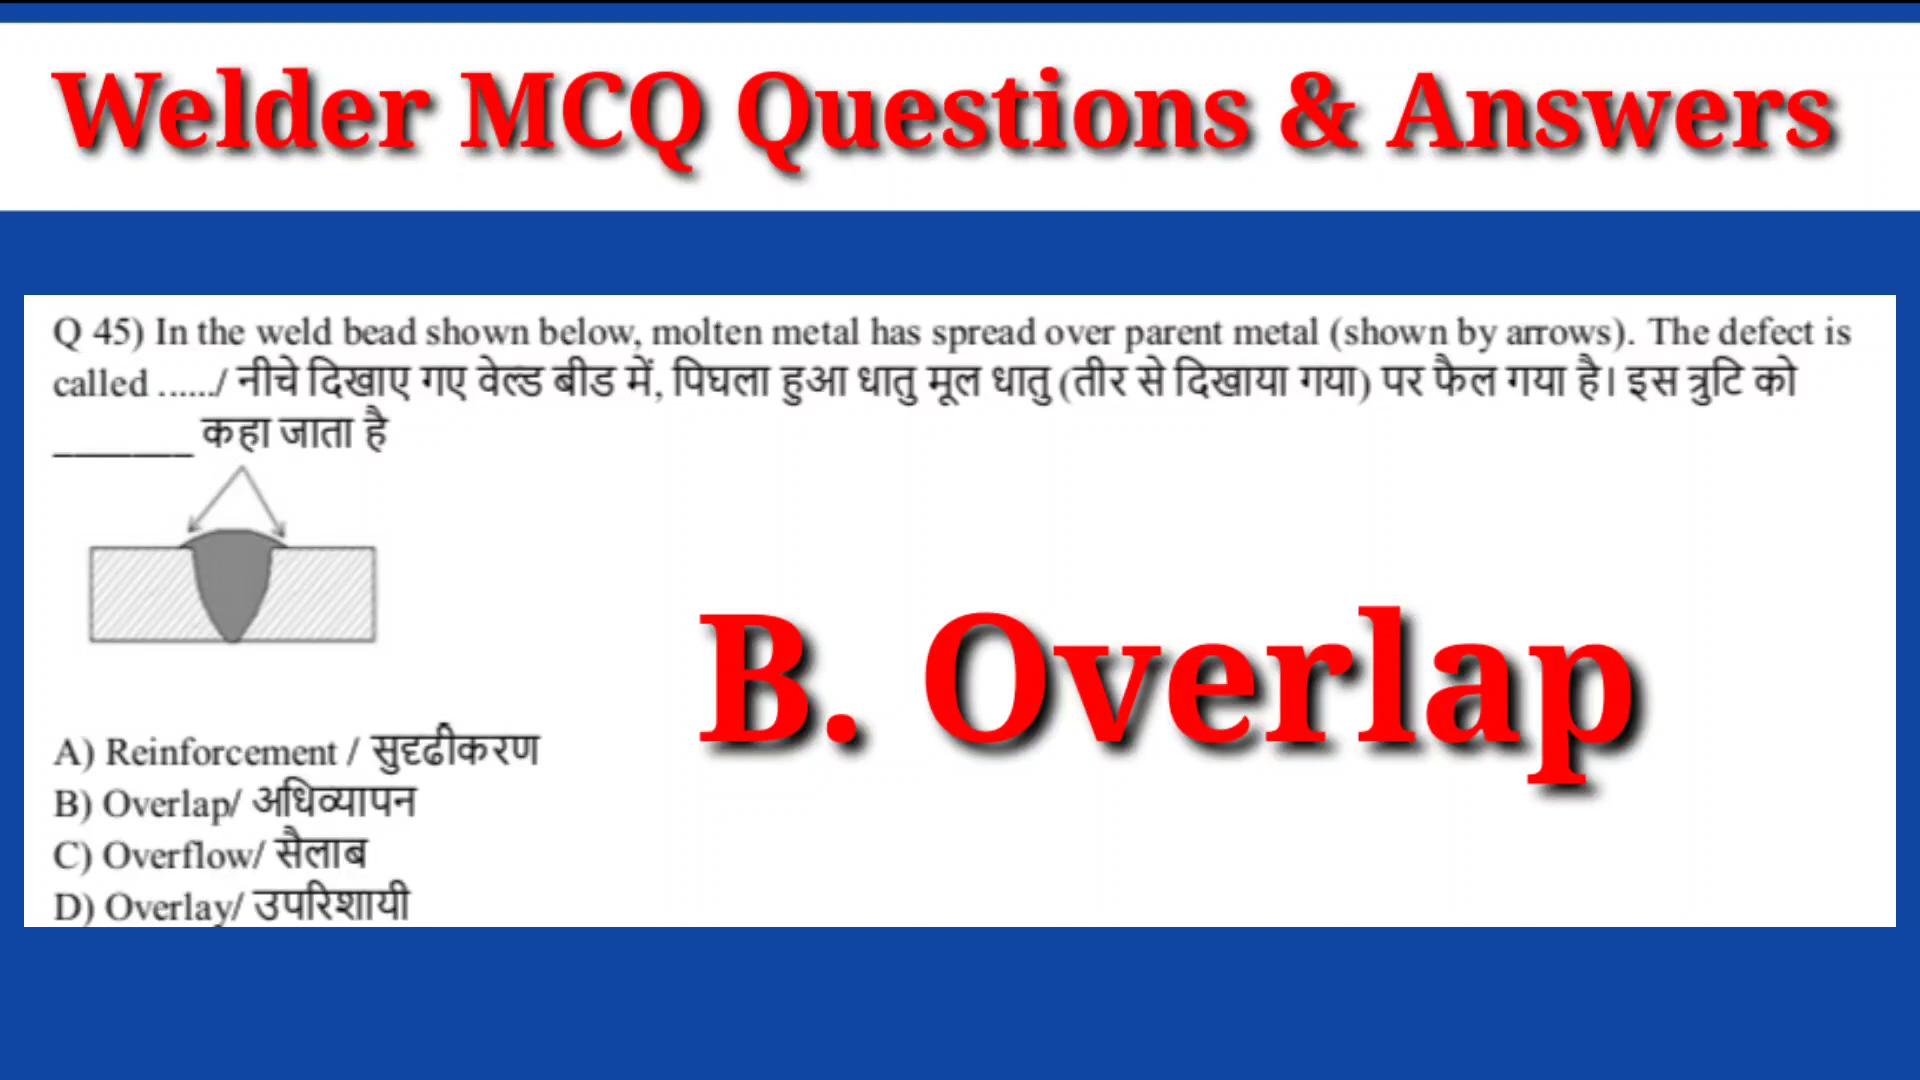 Welder MCQ Questions & Answers
Q 45) In the weld bead shown below, molten metal has spread over parent metal (shown by arrows). The defect is
called ....../ नीचे दिखाए गए वेल्ड बीड में, पिघला हुआ धातु मूल धातु (तीर से दिखाया गया) पर फैल गया है। इस त्रुटि को
_______ कहा जाता है
B. Overlap
A) Reinforcement / सुदृढीकरण
B) Overlap/ अधिव्यापन
C) Overflow/ सैलाब
D) Overlay/ उपरिशायी